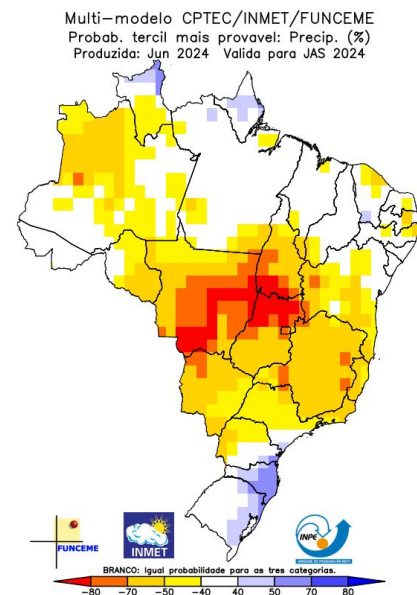 Multi-modelo CPTEC/INMET/FUNCEME
Probab. tercil mais provavel: Precip. (%)
Produzida: Jun 2024 Valida para JAS 2024
FUNCEME
INMET
INPE
BRANCO: Igual probabilidade para as tres categorias.
-80 -70 -50 -40 40 50 70 80